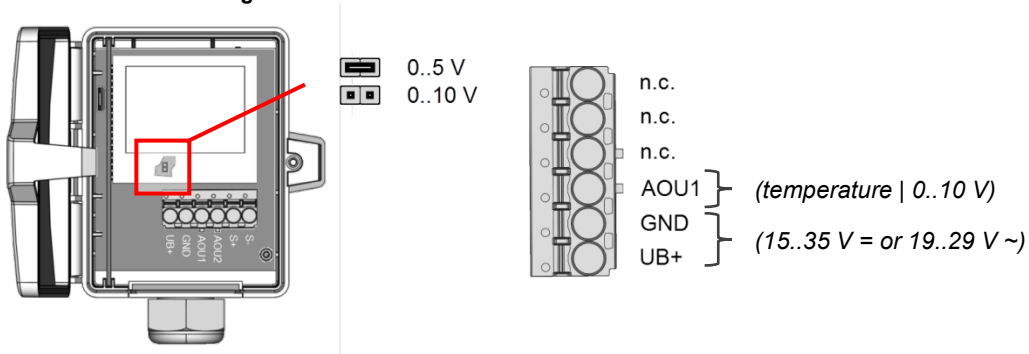 g
0..5 V
0..10 V
UB+
GND
AOU1
AOU2
S+
S-
n.c.
n.c.
n.c.
AOU1 (temperature | 0..10 V)
GND
UB+
(15..35 V = or 19..29 V ~)